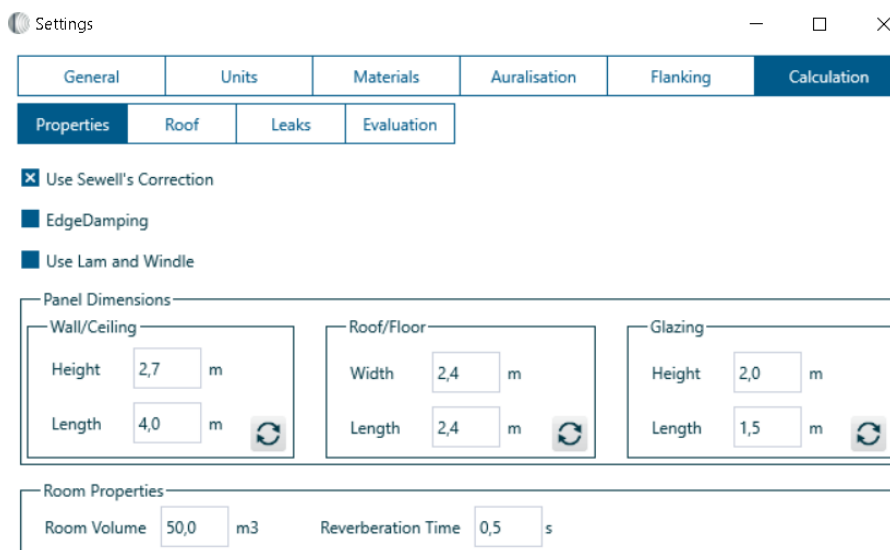 Settings
General Units Materials Auralisation Flanking Calculation
Properties Roof Leaks Evaluation
Use Sewell's Correction
EdgeDamping
Use Lam and Windle
Panel Dimensions
Wall/Ceiling
Height 2,7 m
Length 4,0 m
Roof/Floor
Width 2,4 m
Length 2,4 m
Glazing
Height 2,0 m
Length 1,5 m
Room Properties
Room Volume 50,0 m3 Reverberation Time 0,5 s